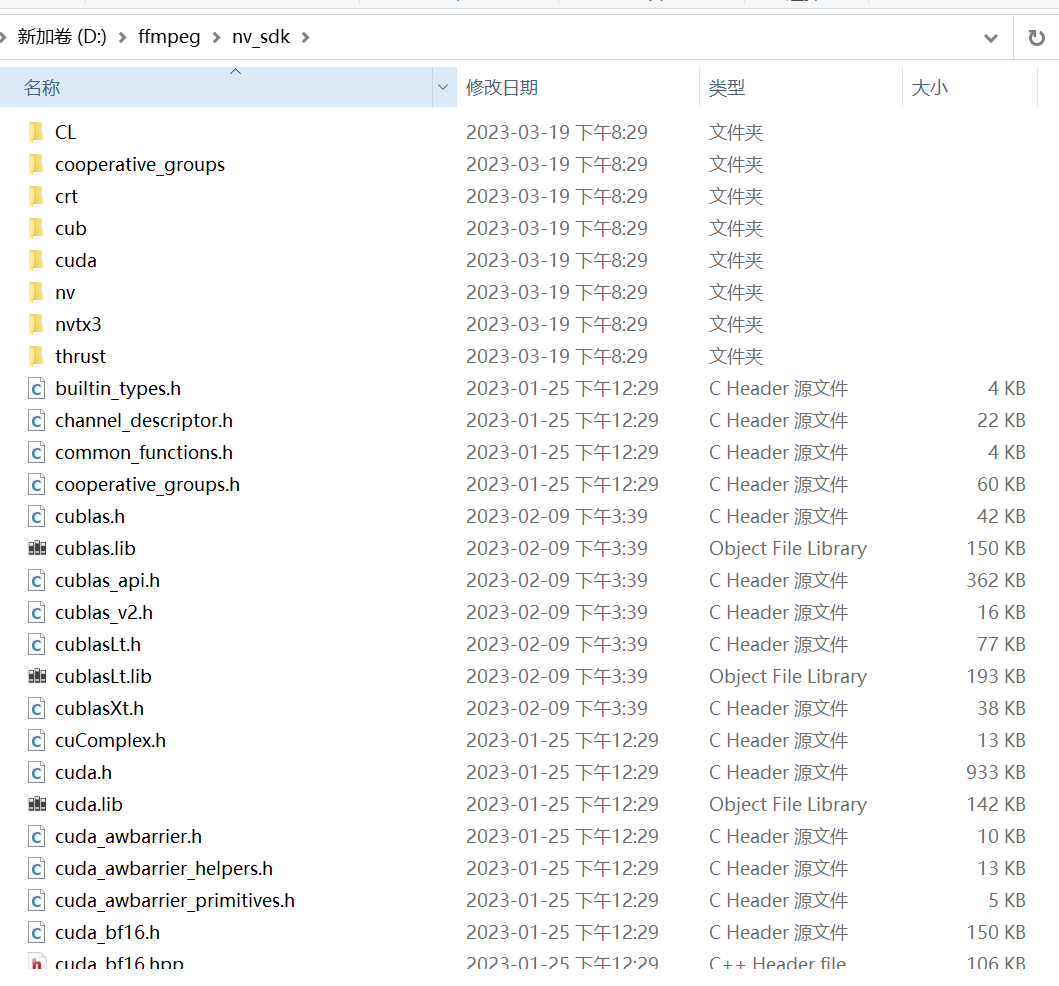 新加卷 (D:) > ffmpeg > nv_sdk >
名称 修改日期 类型 大小
CL 2023-03-19 下午8:29 文件夹
cooperative_groups 2023-03-19 下午8:29 文件夹
crt 2023-03-19 下午8:29 文件夹
cub 2023-03-19 下午8:29 文件夹
cuda 2023-03-19 下午8:29 文件夹
nv 2023-03-19 下午8:29 文件夹
nvtx3 2023-03-19 下午8:29 文件夹
thrust 2023-03-19 下午8:29 文件夹
builtin_types.h 2023-01-25 下午12:29 C Header 源文件 4 KB
channel_descriptor.h 2023-01-25 下午12:29 C Header 源文件 22 KB
common_functions.h 2023-01-25 下午12:29 C Header 源文件 4 KB
cooperative_groups.h 2023-01-25 下午12:29 C Header 源文件 60 KB
cublas.h 2023-02-09 下午3:39 C Header 源文件 42 KB
cublas.lib 2023-02-09 下午3:39 Object File Library 150 KB
cublas_api.h 2023-02-09 下午3:39 C Header 源文件 362 KB
cublas_v2.h 2023-02-09 下午3:39 C Header 源文件 16 KB
cublasLt.h 2023-02-09 下午3:39 C Header 源文件 77 KB
cublasLt.lib 2023-02-09 下午3:39 Object File Library 193 KB
cublasXt.h 2023-02-09 下午3:39 C Header 源文件 38 KB
cuComplex.h 2023-01-25 下午12:29 C Header 源文件 13 KB
cuda.h 2023-01-25 下午12:29 C Header 源文件 933 KB
cuda.lib 2023-01-25 下午12:29 Object File Library 142 KB
cuda_awbarrier.h 2023-01-25 下午12:29 C Header 源文件 10 KB
cuda_awbarrier_helpers.h 2023-01-25 下午12:29 C Header 源文件 13 KB
cuda_awbarrier_primitives.h 2023-01-25 下午12:29 C Header 源文件 5 KB
cuda_bf16.h 2023-01-25 下午12:29 C Header 源文件 150 KB
cuda_bf16.hpp 2023-01-25 下午12:29 C++ Header file 106 KB